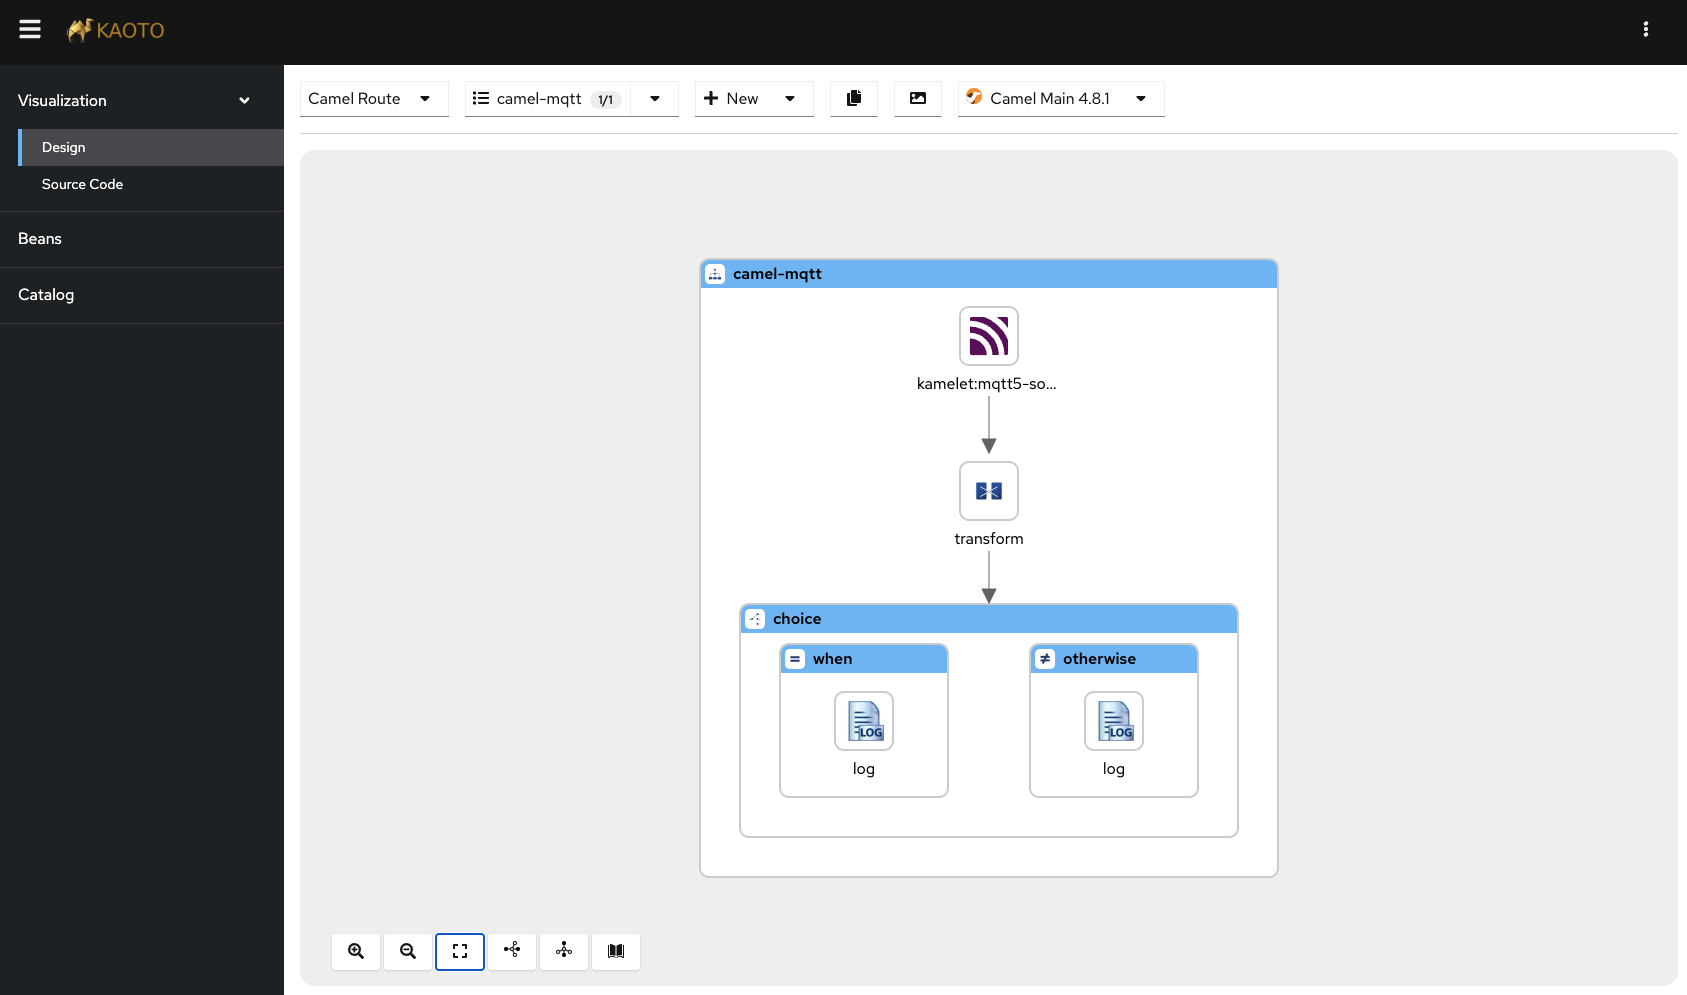 KAOTO
Visualization
Design
Source Code
Beans
Catalog
Camel Route
camel-mqtt 1/1
New
Camel Main 4.8.1
camel-mqtt
kamelet:mqtt5-so...
transform
choice
= when
≠ otherwise
LOG
log
LOG
log